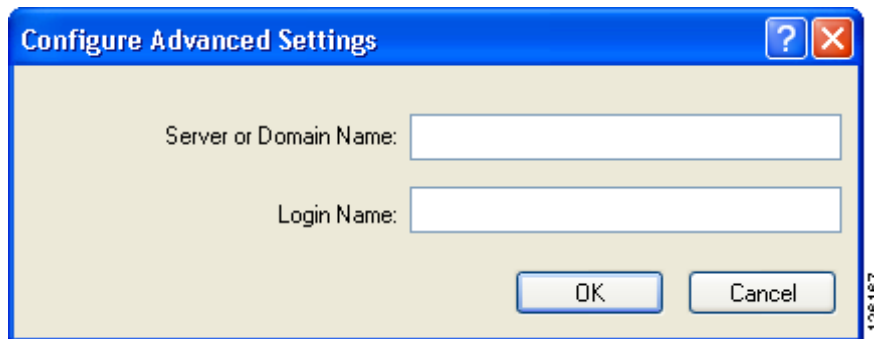 Configure Advanced Settings
Server or Domain Name:
Login Name:
OK Cancel